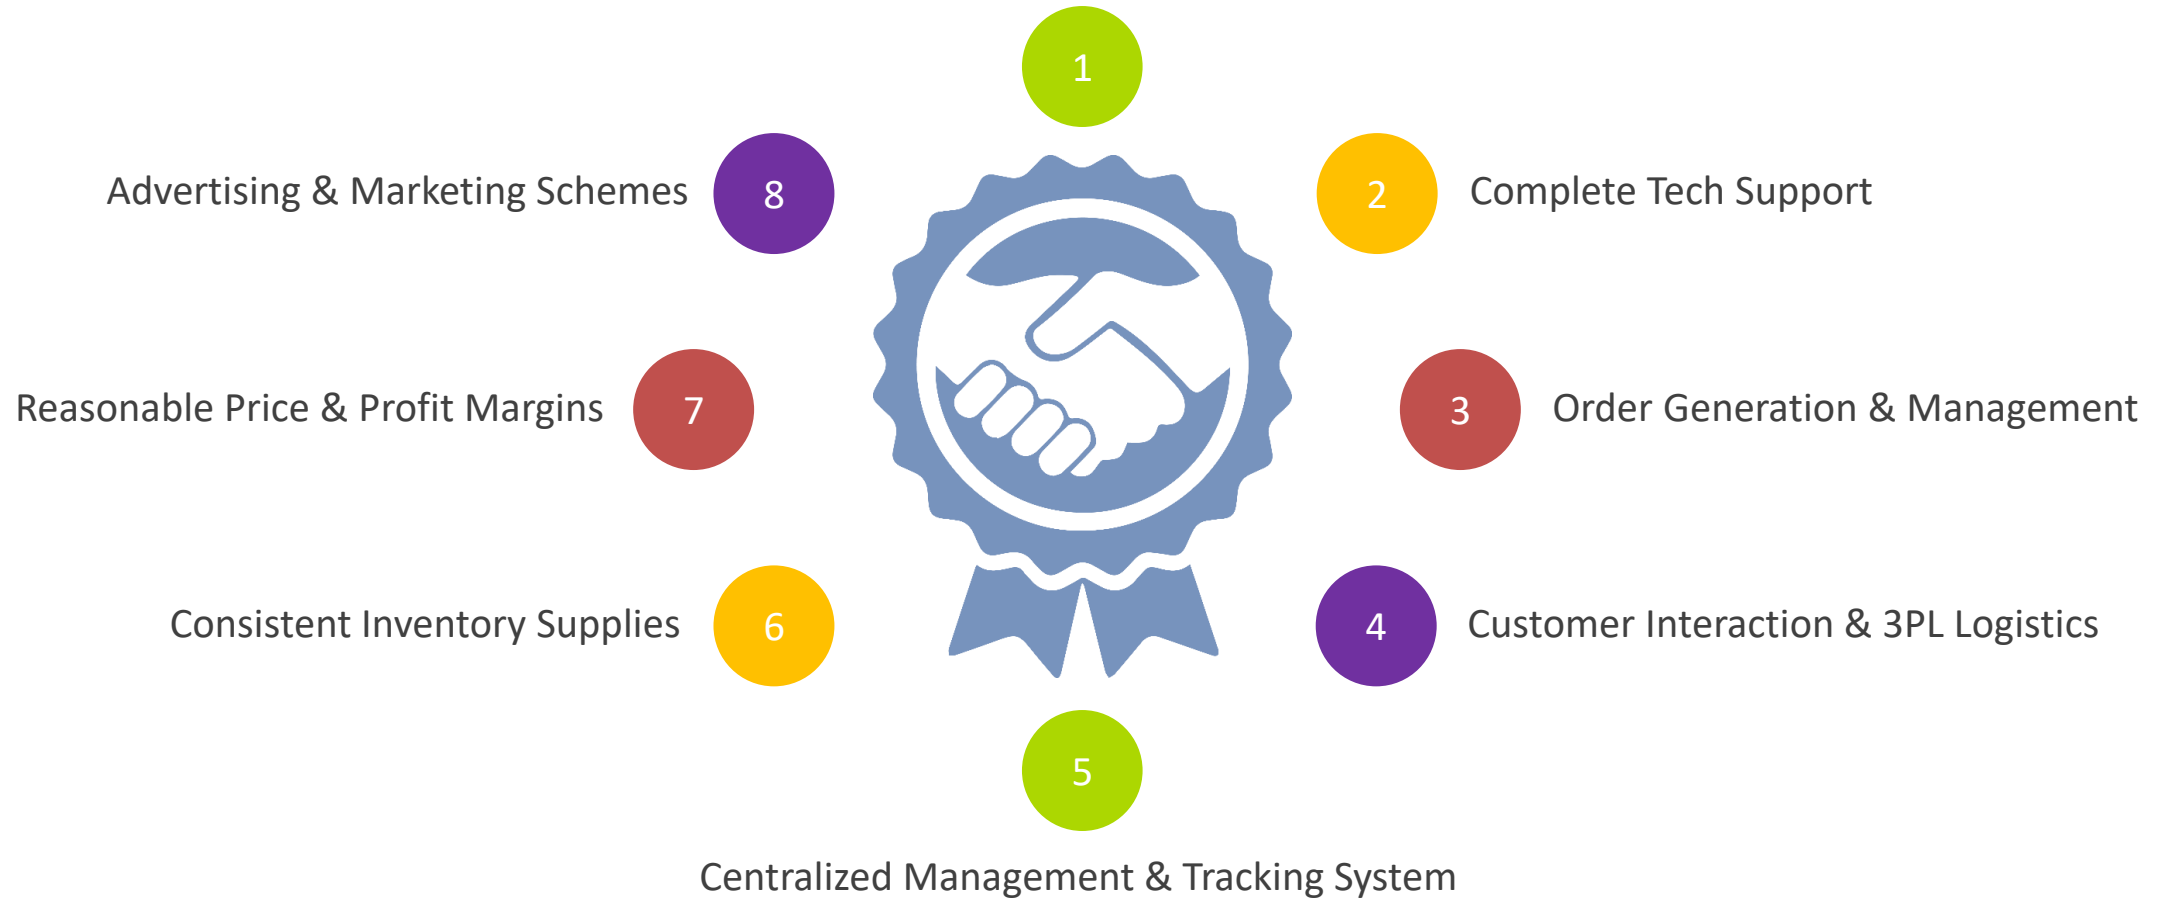 1
8
Advertising & Marketing Schemes
2
Complete Tech Support
7
Reasonable Price & Profit Margins
3
Order Generation & Management
6
Consistent Inventory Supplies
4
Customer Interaction & 3PL Logistics
5
Centralized Management & Tracking System